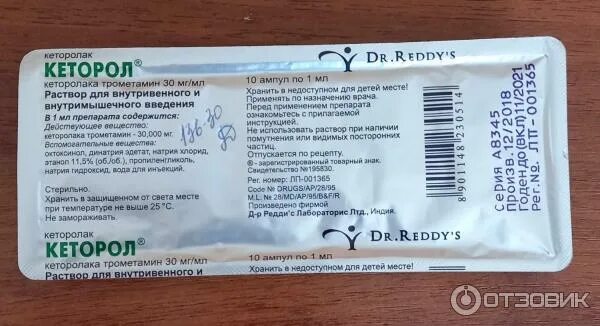 кеторолак
КЕТОРОЛ®
кеторолака трометамин 30 мг/мл
Раствор для внутривенного и
внутримышечного введения
В 1 мл препарата содержится:
Действующее вещество:
кеторолака трометамин - 30,000 мг.
Вспомогательные вещества:
октоксинол, динатрия эдетат, натрия хлорид,
этанол 11,5% (об./об.), пропиленгликоль,
натрия гидроксид, вода для инъекций.
Стерильно.
Хранить в защищенном от света месте
при температуре не выше 25 °C.
Не замораживать.
136-30
DR.REDDY'S
10 ампул по 1 мл
Хранить в недоступном для детей месте!
Применять по назначению врача.
Перед применением препарата
ознакомьтесь с прилагаемой
инструкцией.
Не использовать раствор при наличии
помутнения или видимых посторонних
частиц.
Отпускается по рецепту.
® - зарегистрированный товарный знак.
Свидетельство №195830.
Рег. номер: ЛП-001365
Code № DRUGS/AP/28/95
M.L. № 28/MD/AP/95/B&F/R
Произведено фирмой
Д-р Редди'с Лабораторис Лтд., Индия.
8901148230514
Серия A8345
Произв.12/2018
Годендо(ВКЛ)11/2021
Рег.№. ЛП-001365
кеторолак
КЕТОРОЛ®
кеторолака трометамин 30 мг/мл
Раствор для внутривенного и
DR.REDDY'S
10 ампул по 1 мл
Хранить в недоступном для детей месте!
ОТЗОВИК